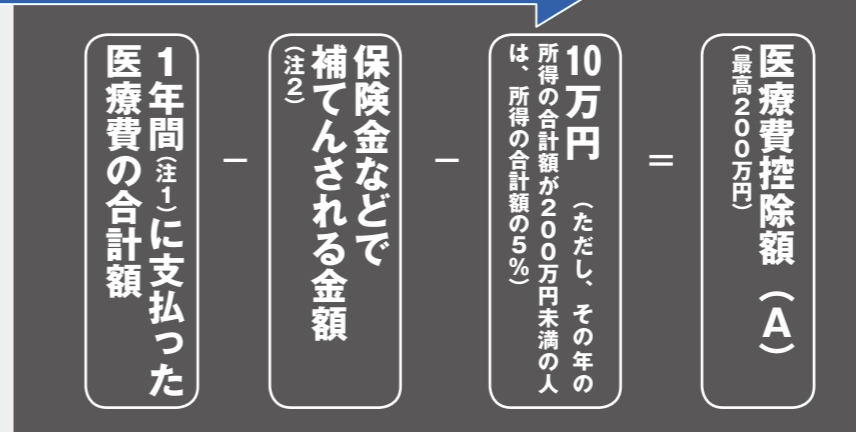 1年間(注1)に支払った
医療費の合計額
−
保険金などで
補てんされる金額
(注2)
−
10万円 (ただし、その年の
所得の合計額が200万円未満の人
は、所得の合計額の5%)
=
医療費控除額 (A)
(最高200万円)